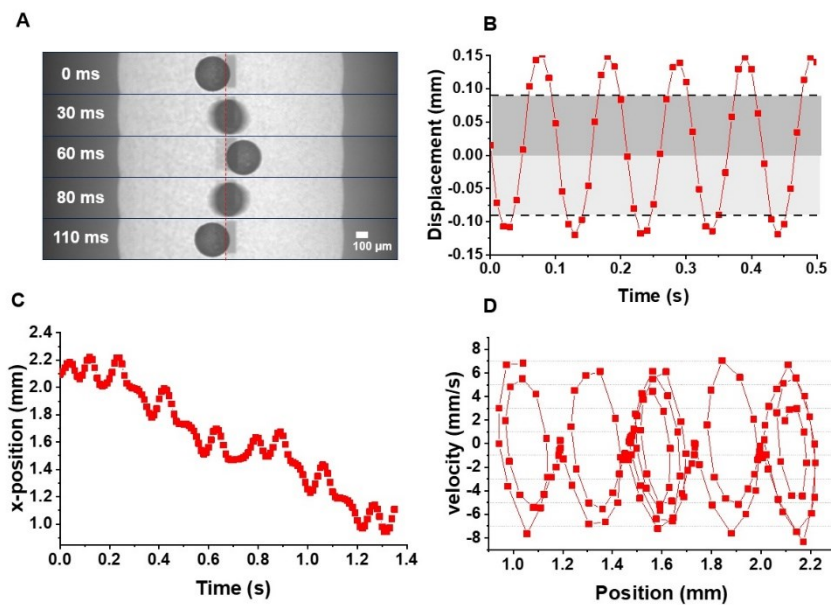 A
0 ms
30 ms
60 ms
80 ms
110 ms
100 µm
B
Displacement (mm)
0.15
0.10
0.05
0.00
-0.05
-0.10
-0.15
0.0 0.1 0.2 0.3 0.4 0.5
Time (s)
C
x-position (mm)
2.4
2.2
2.0
1.8
1.6
1.4
1.2
1.0
0.0 0.2 0.4 0.6 0.8 1.0 1.2 1.4
Time (s)
D
velocity (mm/s)
8
6
4
2
0
-2
-4
-6
-8
1.0 1.2 1.4 1.6 1.8 2.0 2.2
Position (mm)